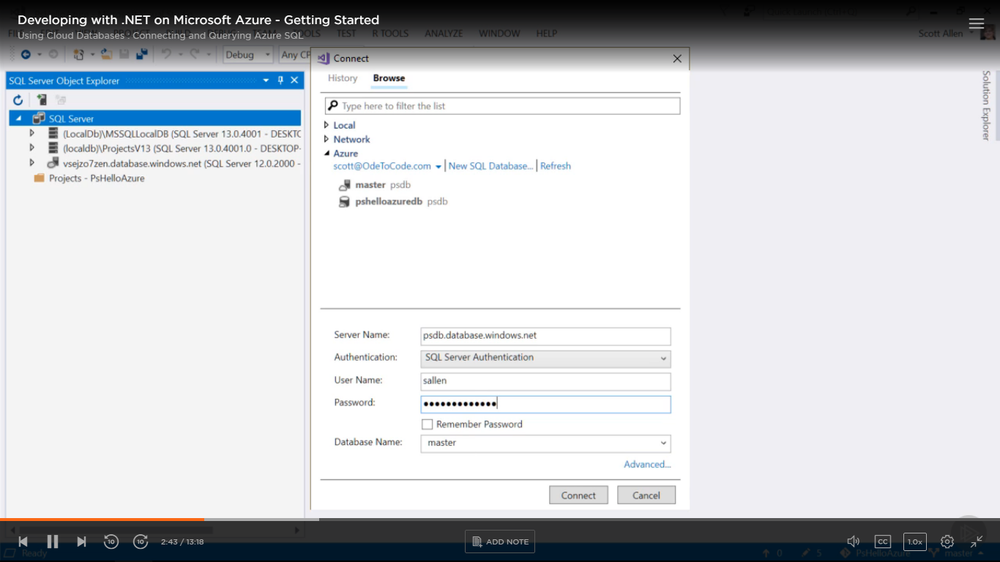 Developing with .NET on Microsoft Azure - Getting Started
Using Cloud Databases : Connecting and Querying Azure SQL
TOOLS TEST R TOOLS ANALYZE WINDOW HELP
Scott Allen
Debug
Any CP
SQL Server Object Explorer
SQL Server
(LocalDb)\MSSQLLocalDB (SQL Server 13.0.4001 - DESKTC
(localdb)\ProjectsV13 (SQL Server 13.0.4001.0 - DESKTOP-
vsejzo7zen.database.windows.net (SQL Server 12.0.2000 -
Projects - PsHelloAzure
Connect
History Browse
Type here to filter the list
Local
Network
Azure
scott@OdeToCode.com New SQL Database... Refresh
master psdb
pshelloazuredb psdb
Server Name: psdb.database.windows.net
Authentication: SQL Server Authentication
User Name: sallen
Password: •••••••••••••
Remember Password
Database Name: master
Advanced...
Connect Cancel
Solution Explorer
10 10 2:43 / 13:18
ADD NOTE
CC 1.0x
Ready
0 5 PsHelloAzure master